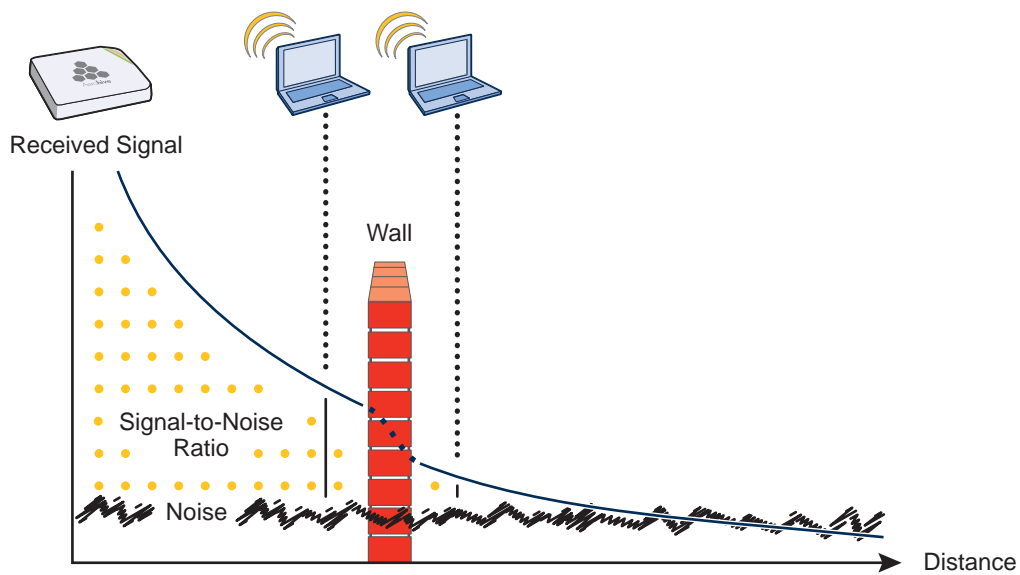 Received Signal
Wall
Signal-to-Noise
Ratio
Noise
Distance